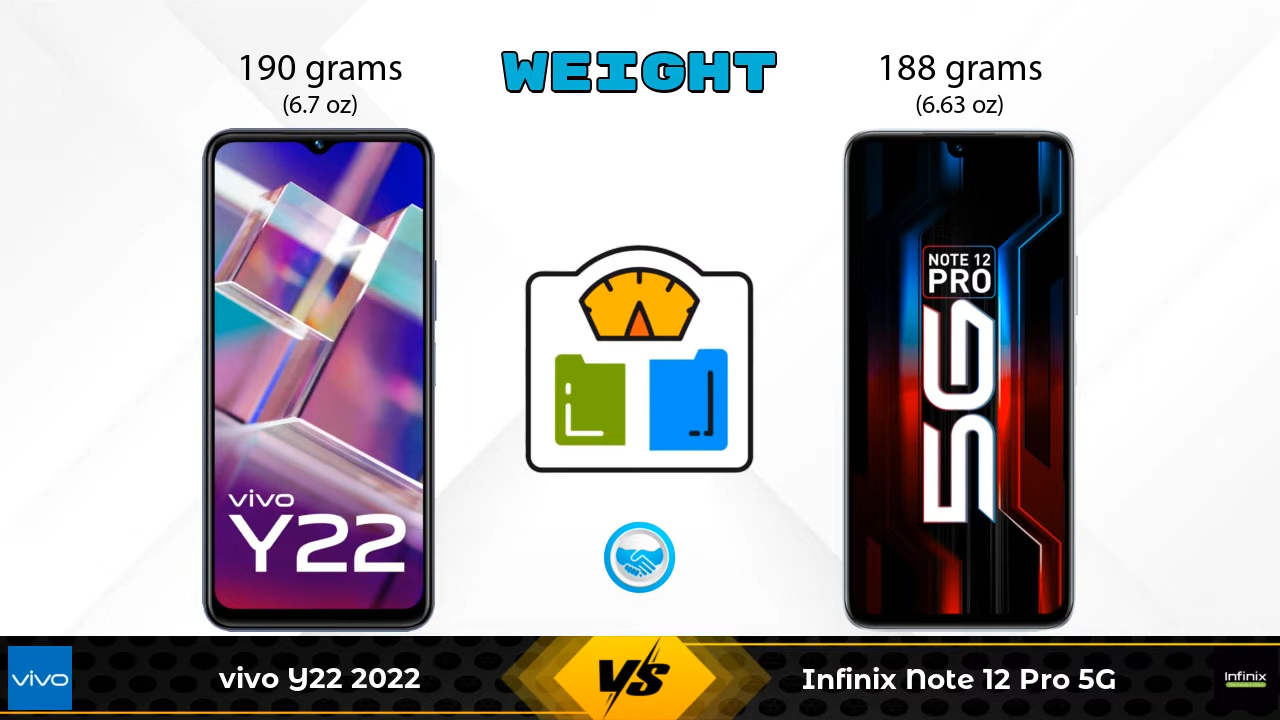 WEIGHT
190 grams
(6.7 oz)
188 grams
(6.63 oz)
vivo
Y22
NOTE 12
PRO
5G
vivo
vivo Y22 2022
VS
Infinix Note 12 Pro 5G
Infinix